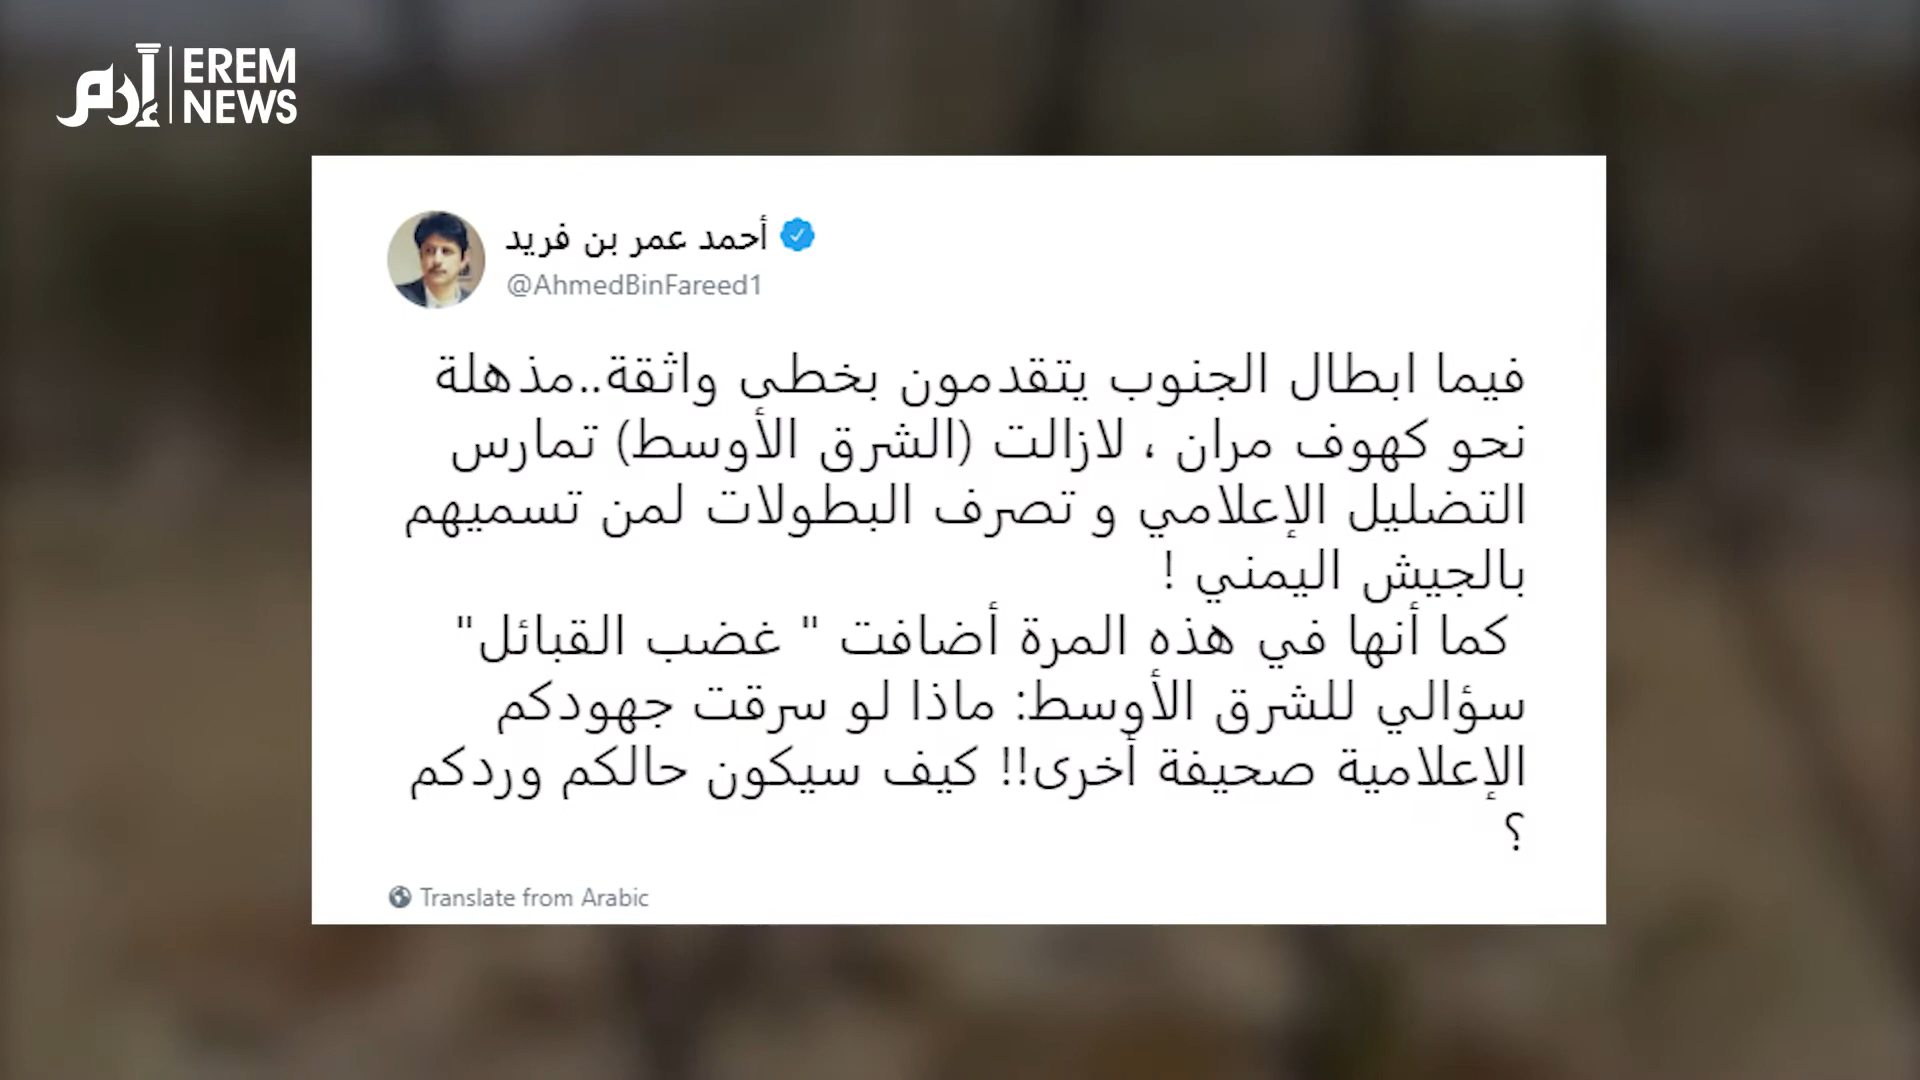 إرم
EREM
NEWS
أحمد عمر بن فريد
@AhmedBinFareed1
فيما ابطال الجنوب يتقدمون بخطى واثقة..مذهلة
نحو كهوف مران ، لازالت (الشرق الأوسط) تمارس
التضليل الإعلامي و تصرف البطولات لمن تسميهم
بالجيش اليمني !
كما أنها في هذه المرة أضافت " غضب القبائل"
سؤالي للشرق الأوسط: ماذا لو سرقت جهودكم
الإعلامية صحيفة أخرى!! كيف سيكون حالكم وردكم
؟
Translate from Arabic